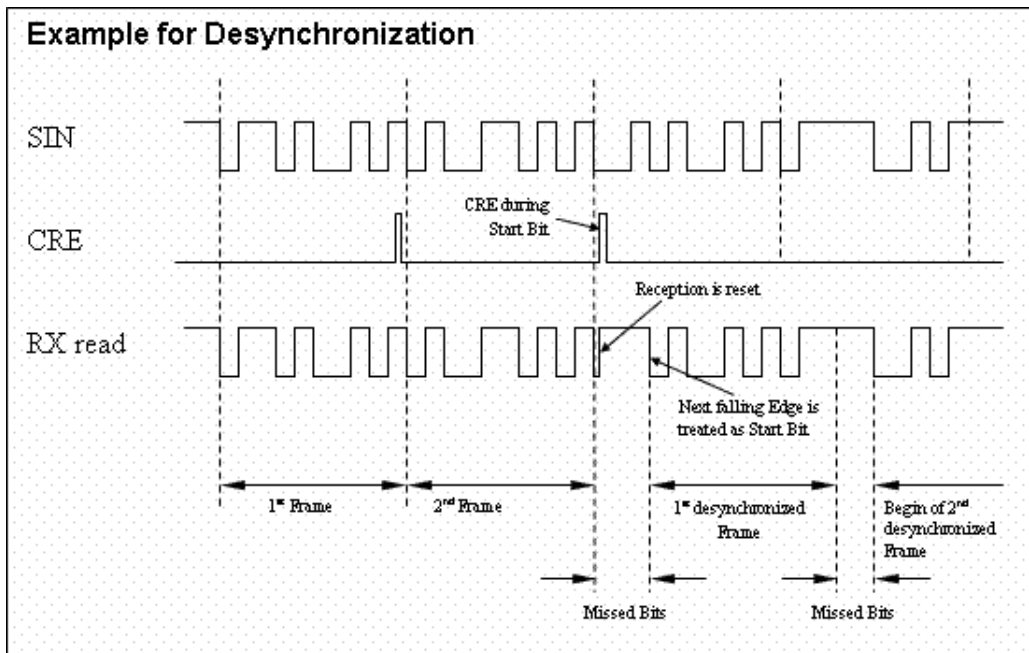 Example for Desynchronization
SIN
CRE during
Start Bit
CRE
Reception is reset
RX read
Next falling Edge is
treated as Start Bit
1st Frame
2nd Frame
1st desynchronized
Frame
Begin of 2nd
desynchronized
Frame
Missed Bits
Missed Bits